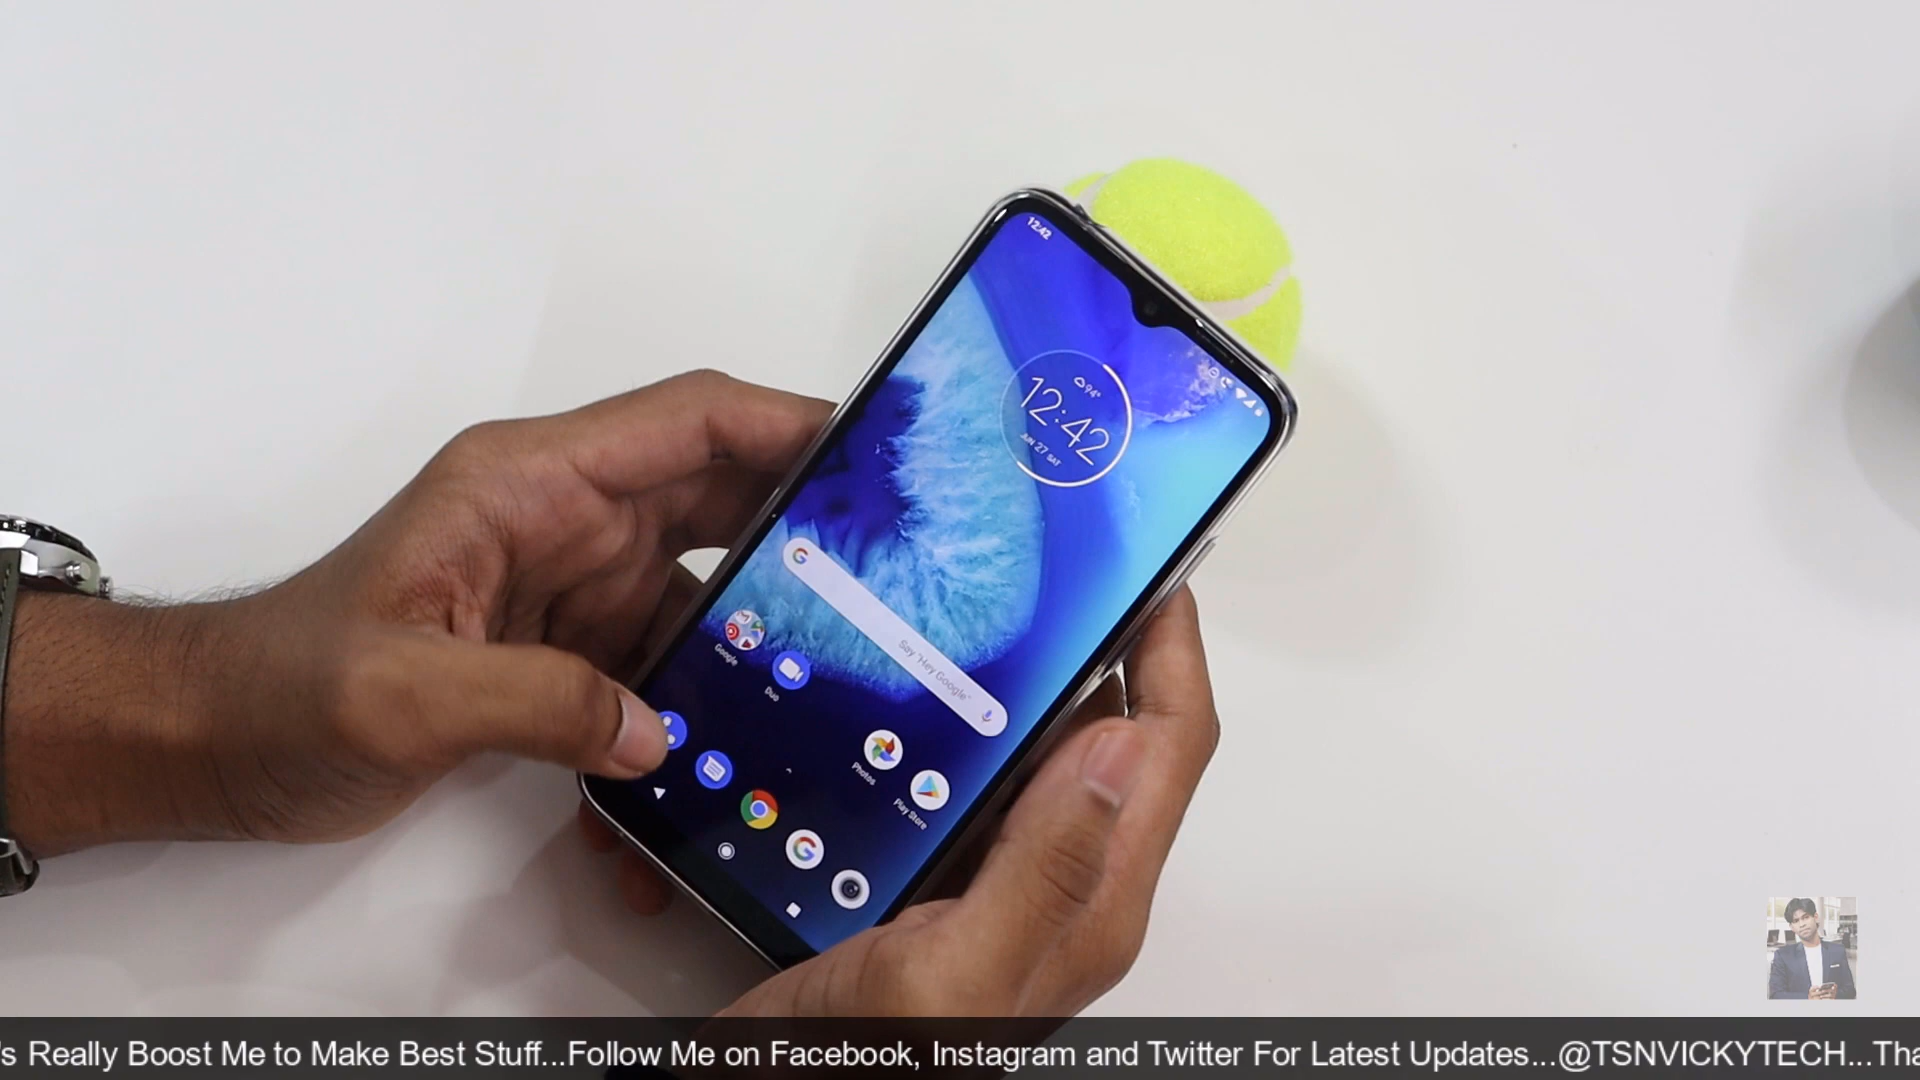 12:42
94°
12:42
JUN 27 SAT
Say "Hey Google"
Google
Duo
Photos
Play Store
's Really Boost Me to Make Best Stuff...Follow Me on Facebook, Instagram and Twitter For Latest Updates...@TSNVICKYTECH...Tha